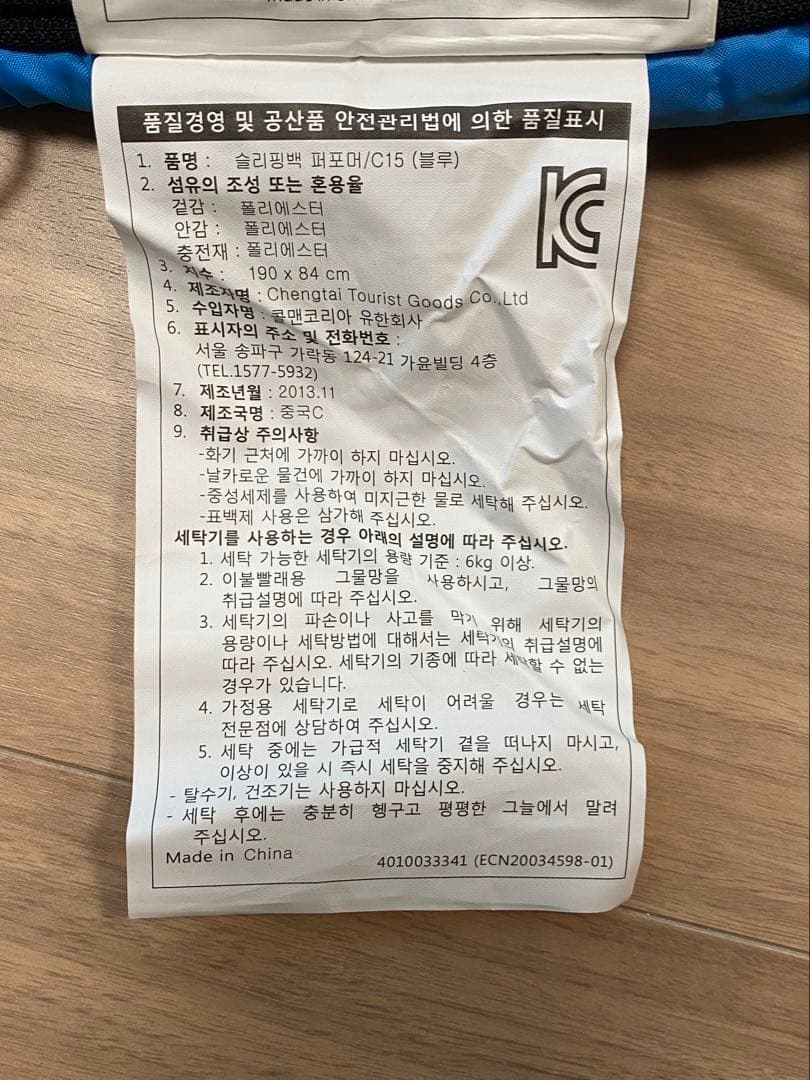 품질경영 및 공산품 안전관리법에 의한 품질표시
1. 품명 : 슬리핑백 퍼포머/C15 (블루)
2. 섬유의 조성 또는 혼용율
겉감 : 폴리에스터
안감 : 폴리에스터
충전재 : 폴리에스터
3. 치수 : 190 x 84 cm
4. 제조자명 : Chengtai Tourist Goods Co.,Ltd
5. 수입자명 : 콜맨코리아 유한회사
6. 표시자의 주소 및 전화번호 :
서울 송파구 가락동 124-21 가윤빌딩 4층
(TEL.1577-5932)
7. 제조년월 : 2013.11
8. 제조국명 : 중국C
9. 취급상 주의사항
-화기 근처에 가까이 하지 마십시오.
-날카로운 물건에 가까이 하지 마십시오.
-중성세제를 사용하여 미지근한 물로 세탁해 주십시오.
-표백제 사용은 삼가해 주십시오.
세탁기를 사용하는 경우 아래의 설명에 따라 주십시오.
1. 세탁 가능한 세탁기의 용량 기준 : 6kg 이상.
2. 이불빨래용 그물망을 사용하시고, 그물망의
취급설명에 따라 주십시오.
3. 세탁기의 파손이나 사고를 막기 위해 세탁기의
용량이나 세탁방법에 대해서는 세탁기의 취급설명에
따라 주십시오. 세탁기의 기종에 따라 세탁할 수 없는
경우가 있습니다.
4. 가정용 세탁기로 세탁이 어려울 경우는 세탁
전문점에 상담하여 주십시오.
5. 세탁 중에는 가급적 세탁기 곁을 떠나지 마시고,
이상이 있을 시 즉시 세탁을 중지해 주십시오.
- 탈수기, 건조기는 사용하지 마십시오.
- 세탁 후에는 충분히 헹구고 평평한 그늘에서 말려
주십시오.
Made in China
4010033341 (ECN20034598-01)